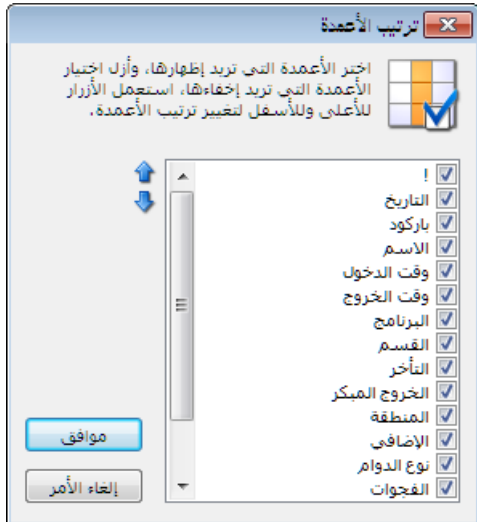 ترتيب الأعمدة
اختر الأعمدة التي تريد إظهارها، وأزل اختيار
الأعمدة التي تريد إخفاءها، استعمل الأزرار
للأعلى وللأسفل لتغيير ترتيب الأعمدة.
!
التاريخ
باركود
الاسم
وقت الدخول
وقت الخروج
البرنامج
القسم
التأخر
الخروج المبكر
المنطقة
الإضافي
نوع الدوام
الفجوات
موافق
إلغاء الأمر